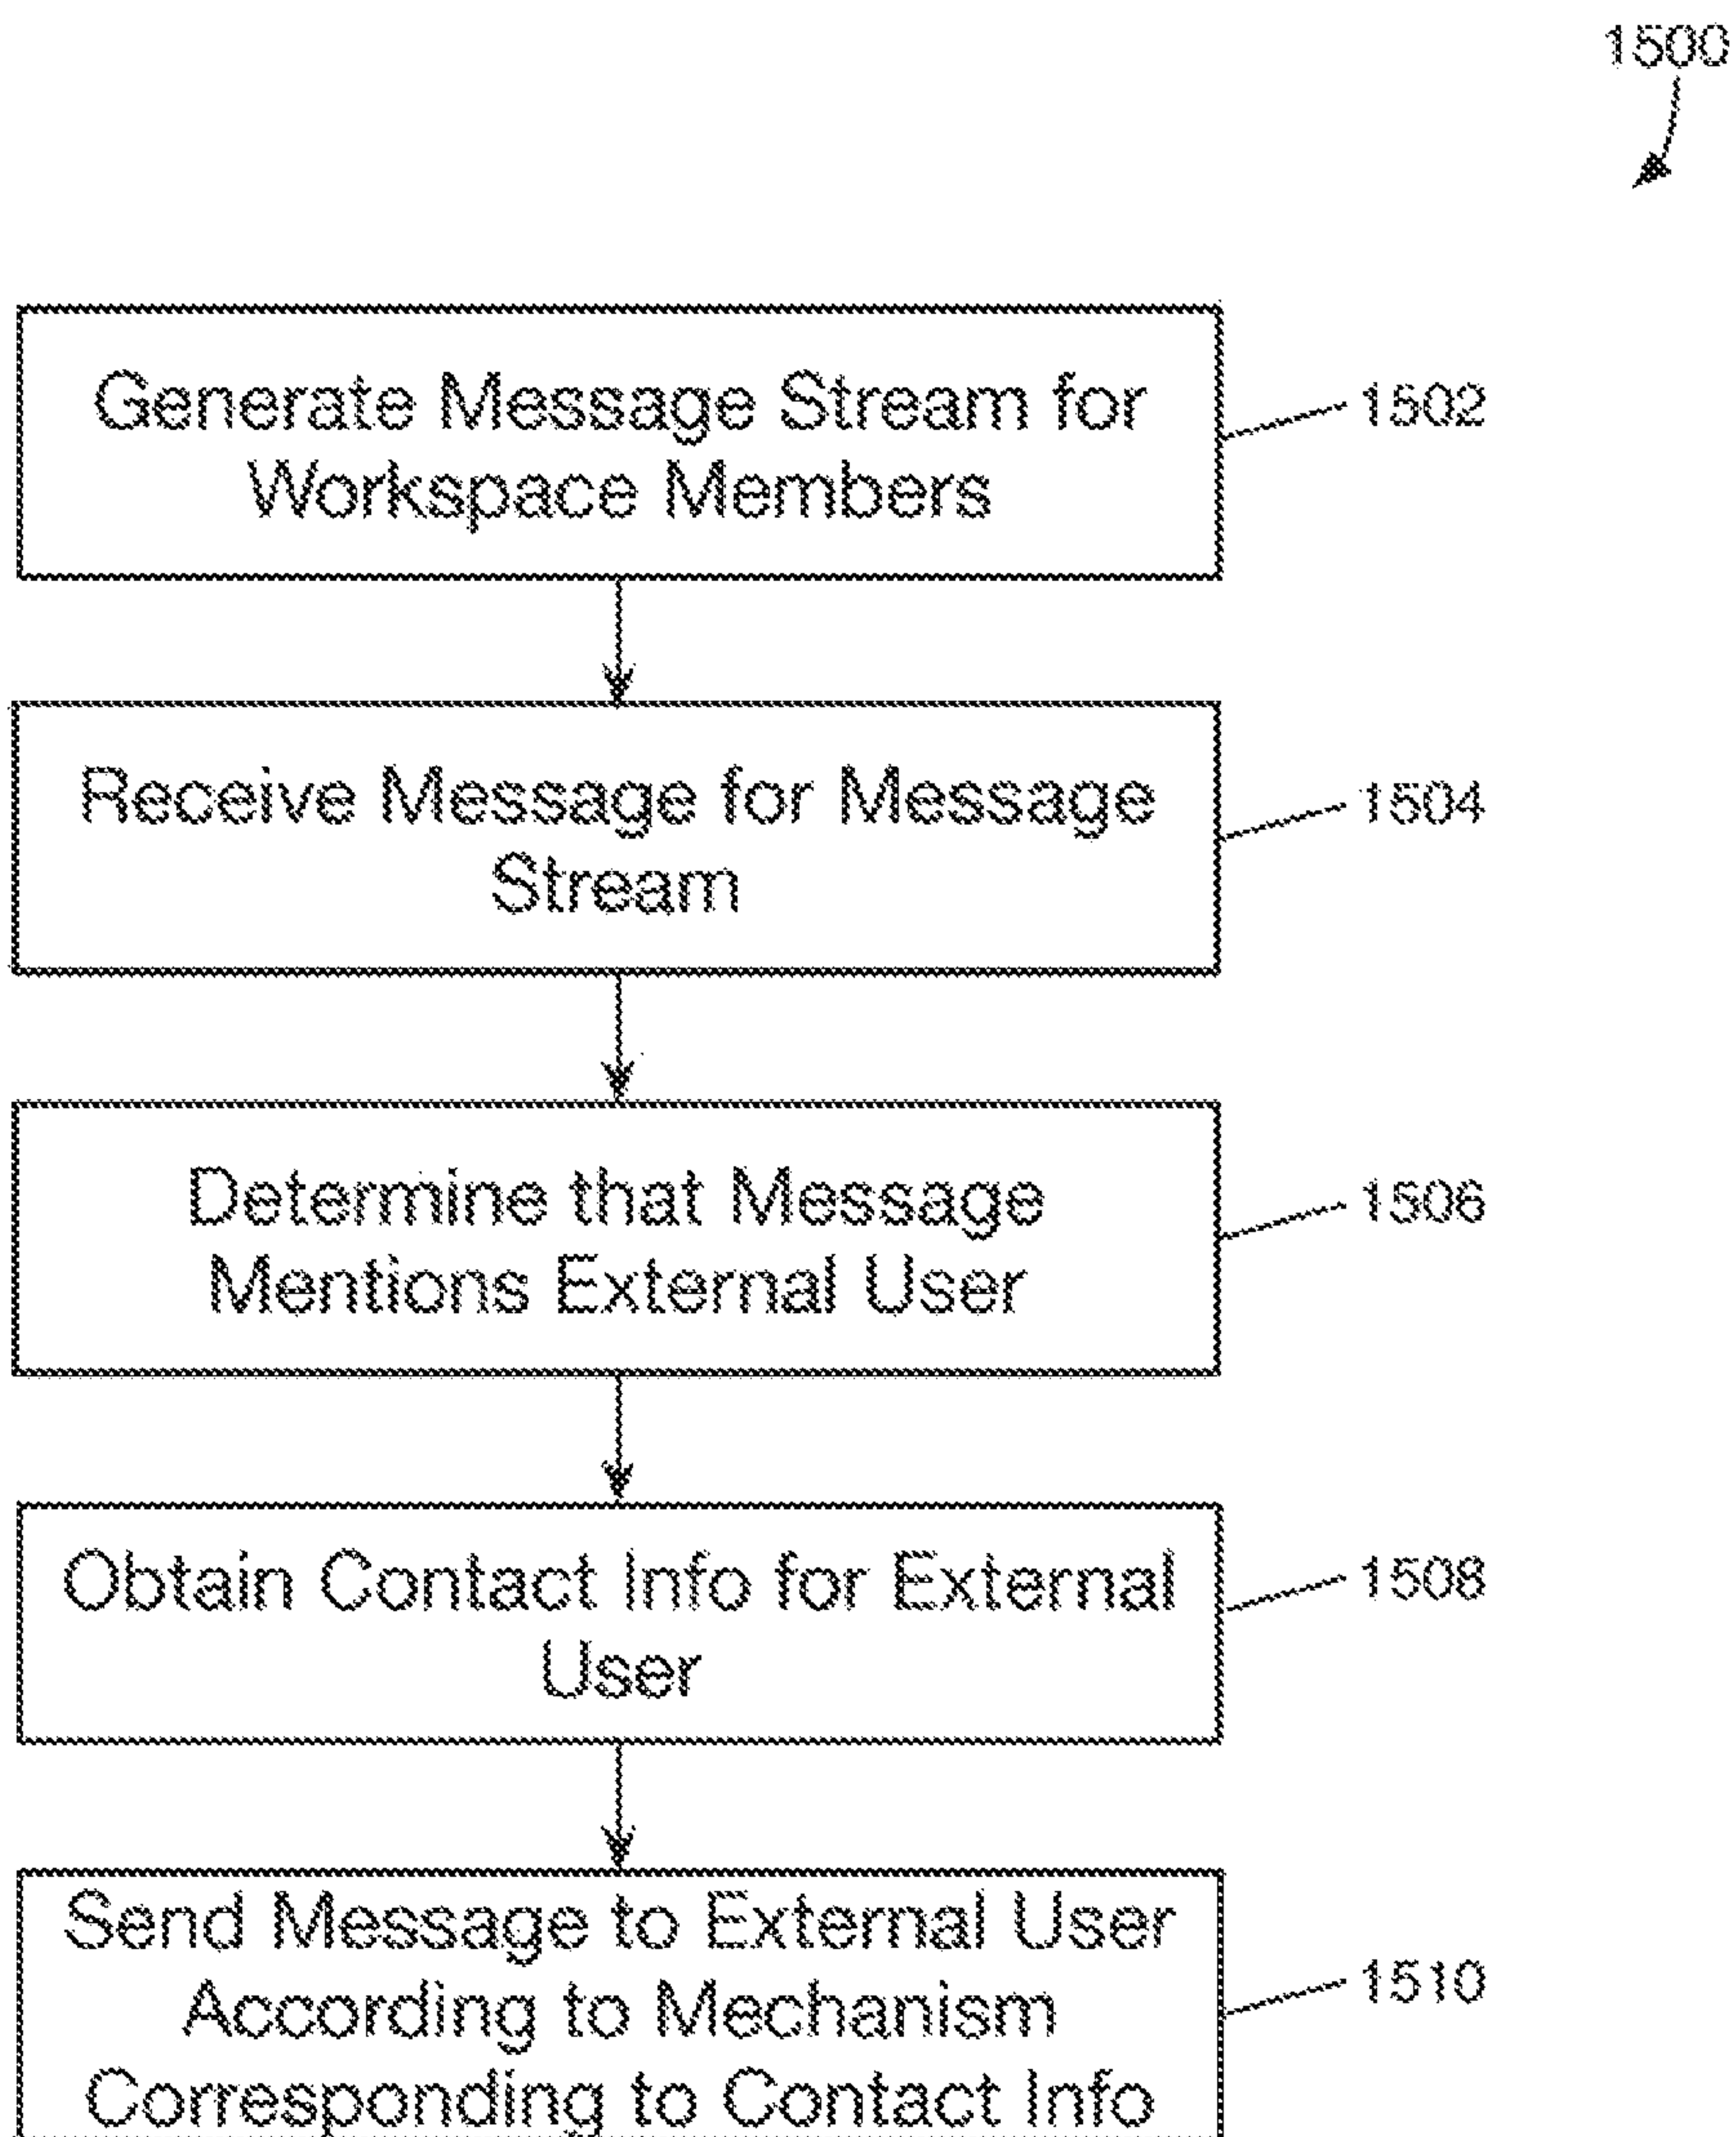 1500
Generate Message Stream for
Workspace Members
1502
Receive Message for Message
Stream
1504
Determine that Message
Mentions External User
1506
Obtain Contact Info for External
User
1508
Send Message to External User
According to Mechanism
Corresponding to Contact Info
1510